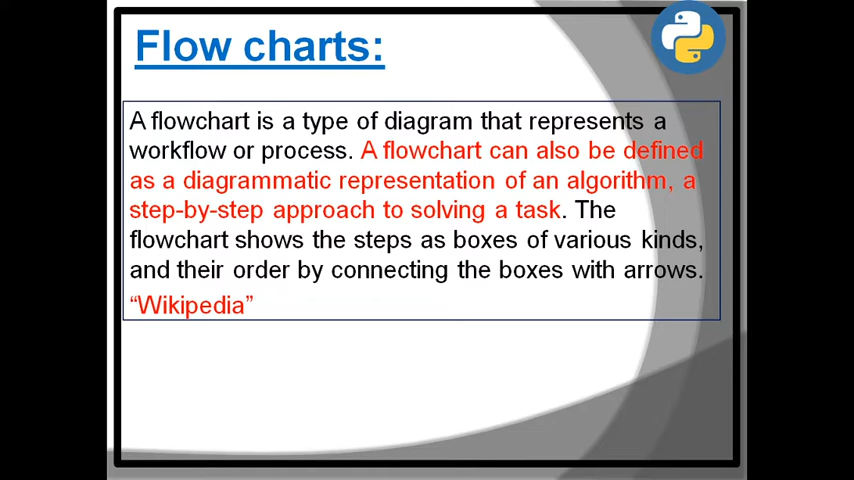 Flow charts:
A flowchart is a type of diagram that represents a
workflow or process. A flowchart can also be defined
as a diagrammatic representation of an algorithm, a
step-by-step approach to solving a task. The
flowchart shows the steps as boxes of various kinds,
and their order by connecting the boxes with arrows.
“Wikipedia”